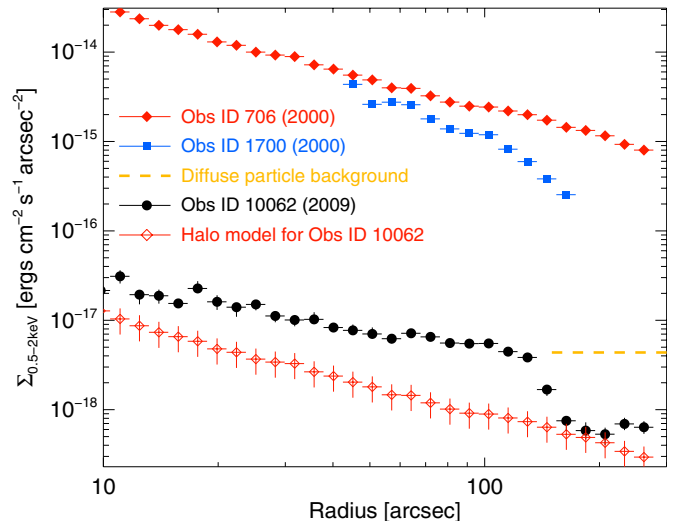 10⁻¹⁴
10⁻¹⁵
10⁻¹⁶
10⁻¹⁷
10⁻¹⁸
Σ0.5−2keV [ergs cm⁻² s⁻¹ arcsec⁻²]
Obs ID 706 (2000)
Obs ID 1700 (2000)
Diffuse particle background
Obs ID 10062 (2009)
Halo model for Obs ID 10062
10 100
Radius [arcsec]